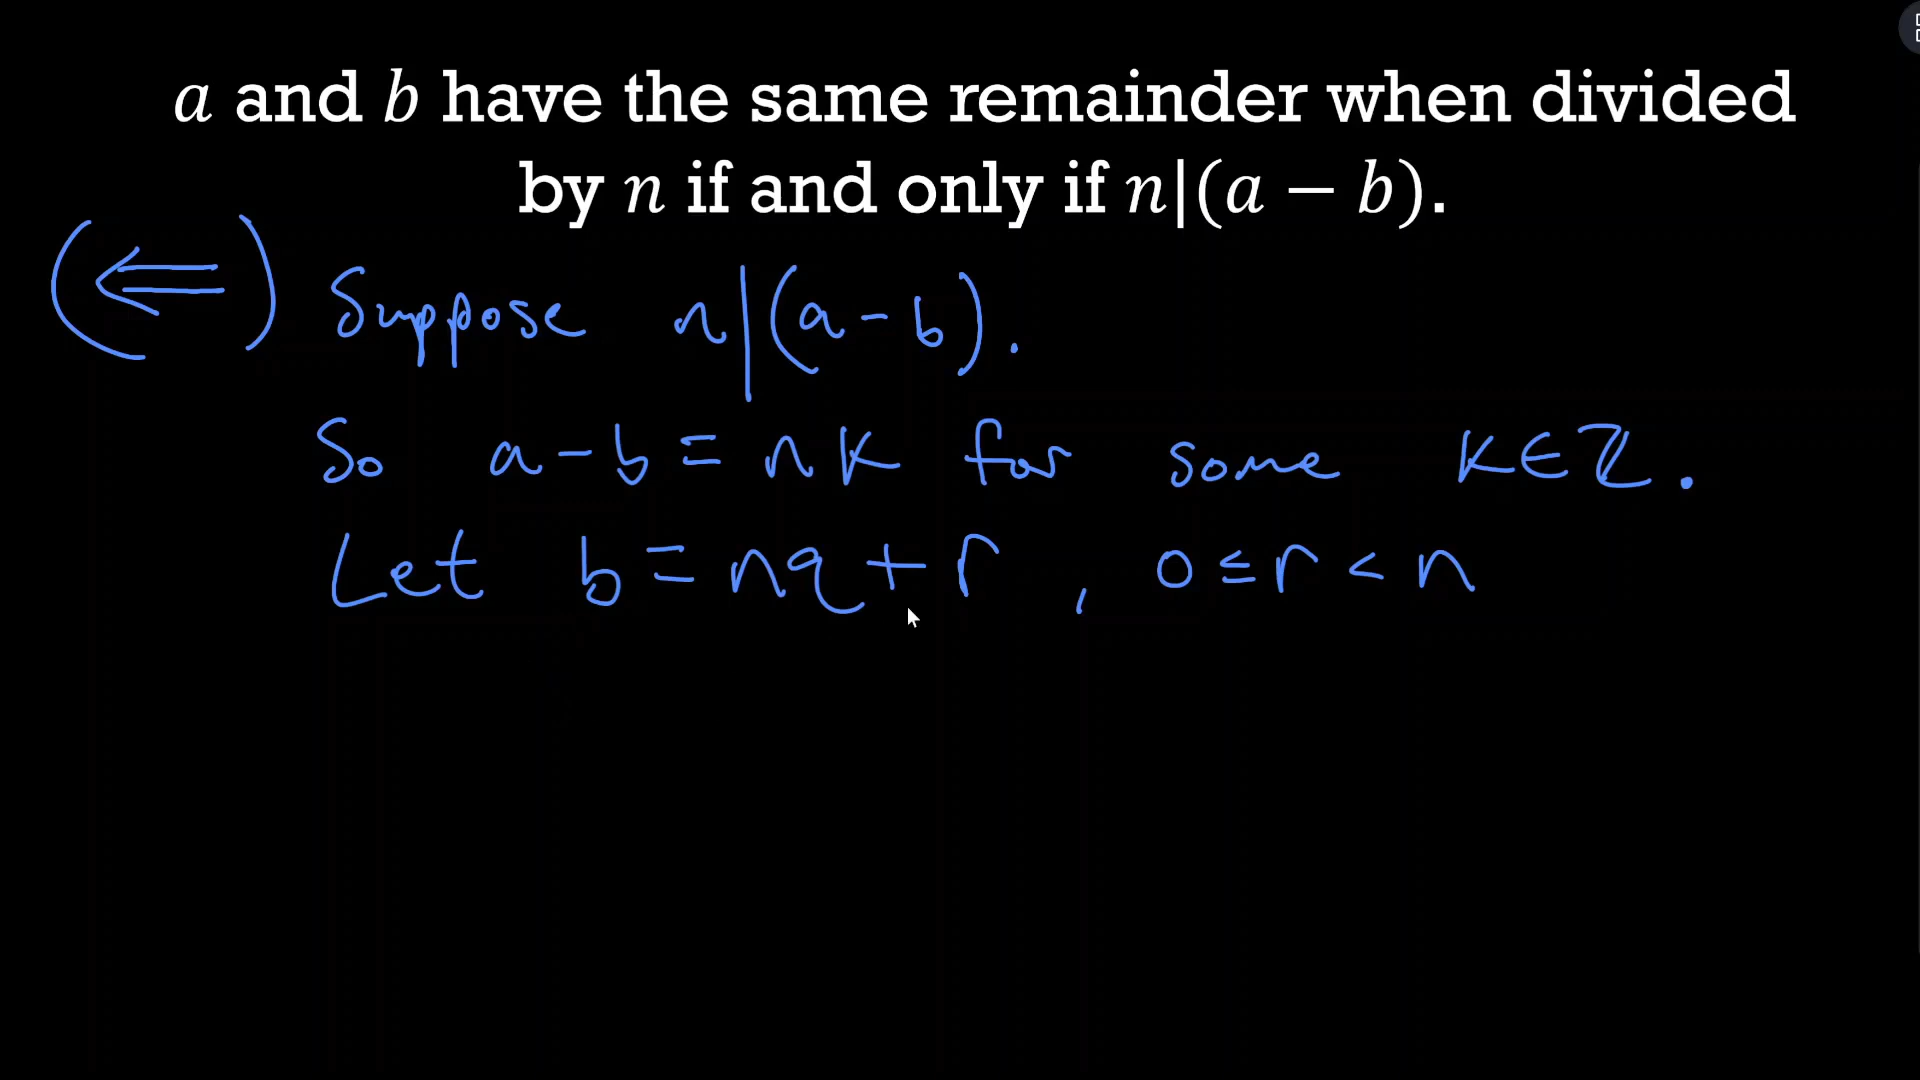 a and b have the same remainder when divided
by n if and only if n|(a − b).
(⇐) Suppose n|(a-b).
So a-b = nk for some k∈ℤ.
Let b = nq + r , 0 ≤ r < n